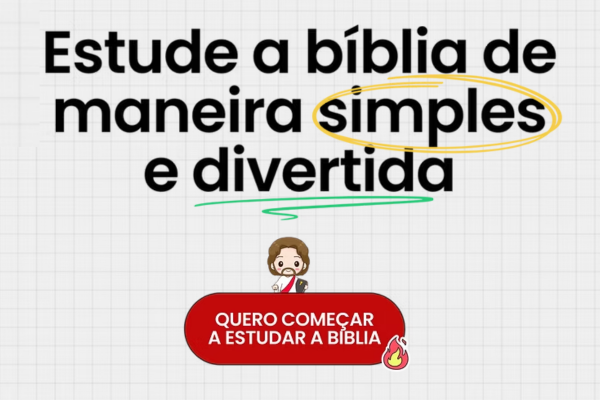 Estude a bíblia de
maneira simples
e divertida
QUERO COMEÇAR
A ESTUDAR A BÍBLIA